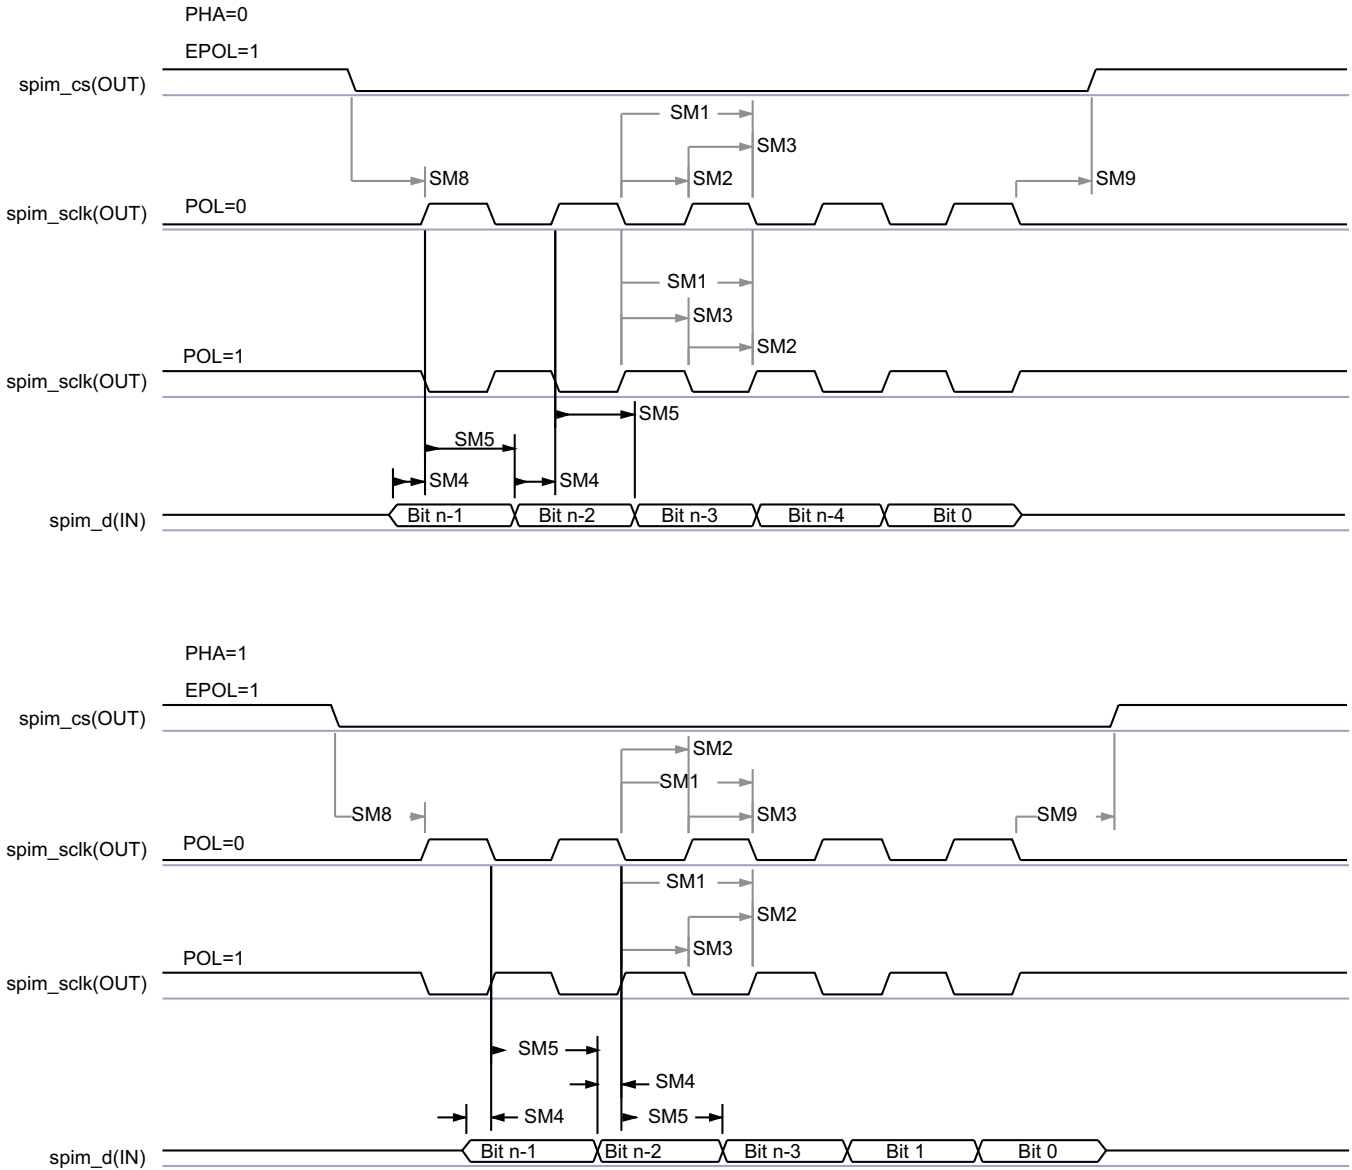 PHA=0
EPOL=1
spim_cs(OUT)
SM1
SM3
SM8
SM2
SM9
spim_sclk(OUT)
POL=0
SM1
SM3
SM2
POL=1
spim_sclk(OUT)
SM5
SM5
SM4
SM4
spim_d(IN)
Bit n-1
Bit n-2
Bit n-3
Bit n-4
Bit 0
PHA=1
EPOL=1
spim_cs(OUT)
SM2
SM1
SM8
SM3
SM9
spim_sclk(OUT)
POL=0
SM1
SM2
SM3
POL=1
spim_sclk(OUT)
SM5
SM4
SM4
SM5
spim_d(IN)
Bit n-1
Bit n-2
Bit n-3
Bit 1
Bit 0